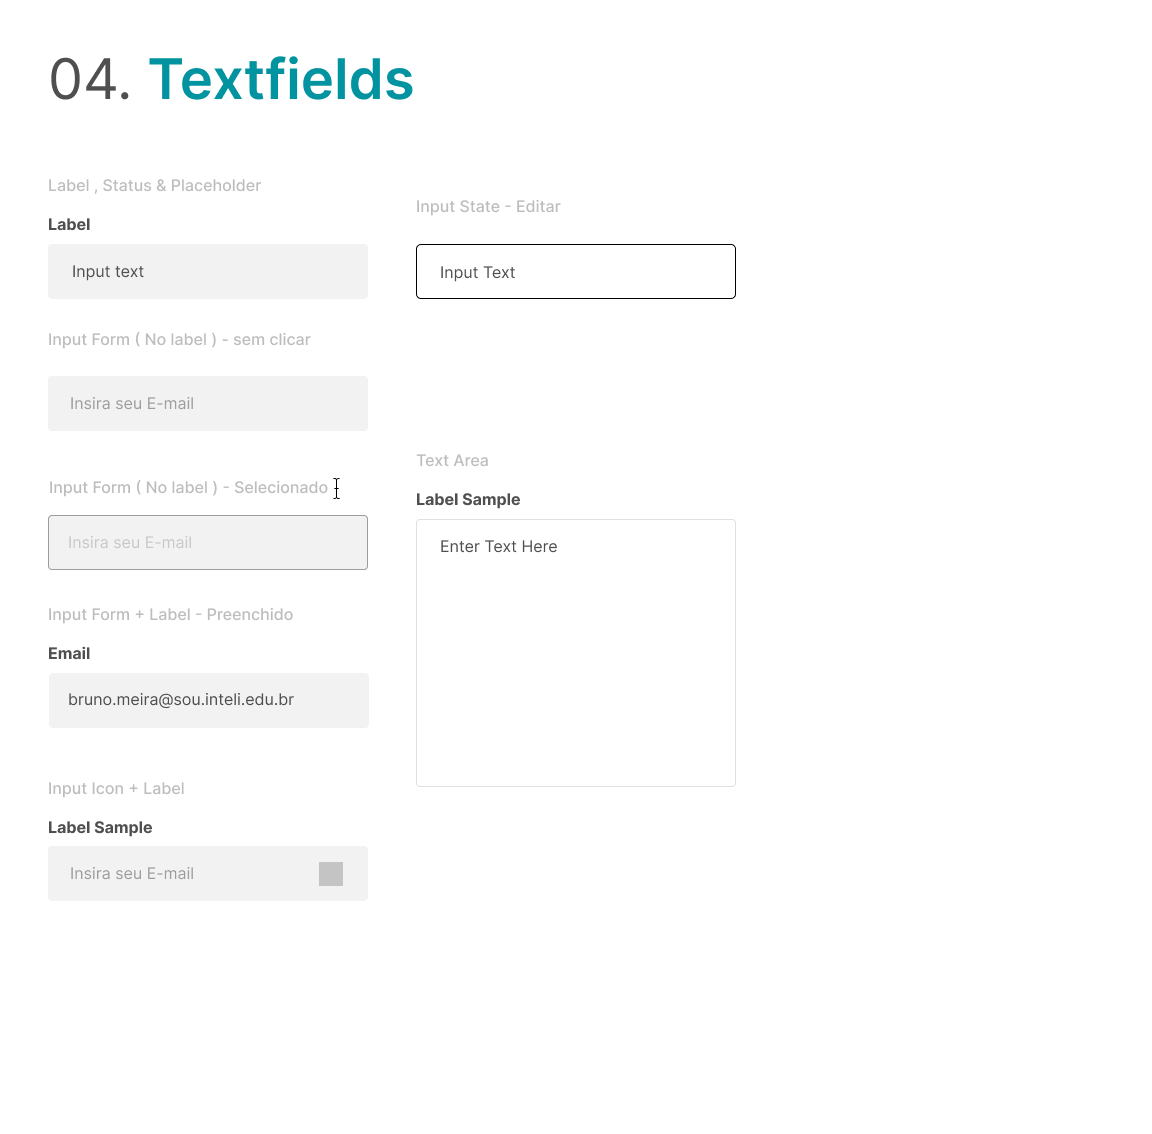 04. Textfields
Label , Status & Placeholder
Label
Input text
Input Form ( No label ) - sem clicar
Insira seu E-mail
Input Form ( No label ) - Selecionado
Insira seu E-mail
Input Form + Label - Preenchido
Email
bruno.meira@sou.inteli.edu.br
Input Icon + Label
Label Sample
Insira seu E-mail
Input State - Editar
Input Text
Text Area
Label Sample
Enter Text Here